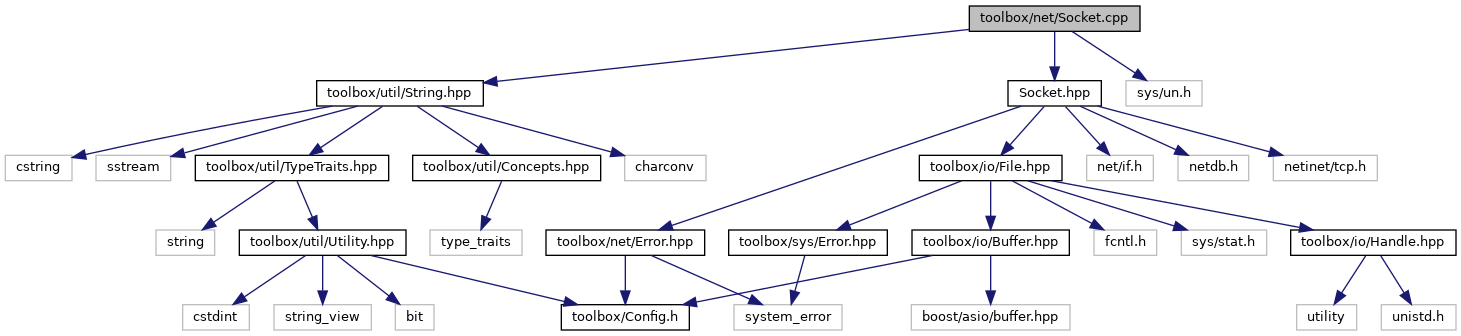 toolbox/net/Socket.cpp
toolbox/util/String.hpp
Socket.hpp
sys/un.h
cstring
sstream
toolbox/util/TypeTraits.hpp
toolbox/util/Concepts.hpp
charconv
toolbox/io/File.hpp
net/if.h
netdb.h
netinet/tcp.h
string
toolbox/util/Utility.hpp
type_traits
toolbox/net/Error.hpp
toolbox/sys/Error.hpp
toolbox/io/Buffer.hpp
fcntl.h
sys/stat.h
toolbox/io/Handle.hpp
cstdint
string_view
bit
toolbox/Config.h
system_error
boost/asio/buffer.hpp
utility
unistd.h